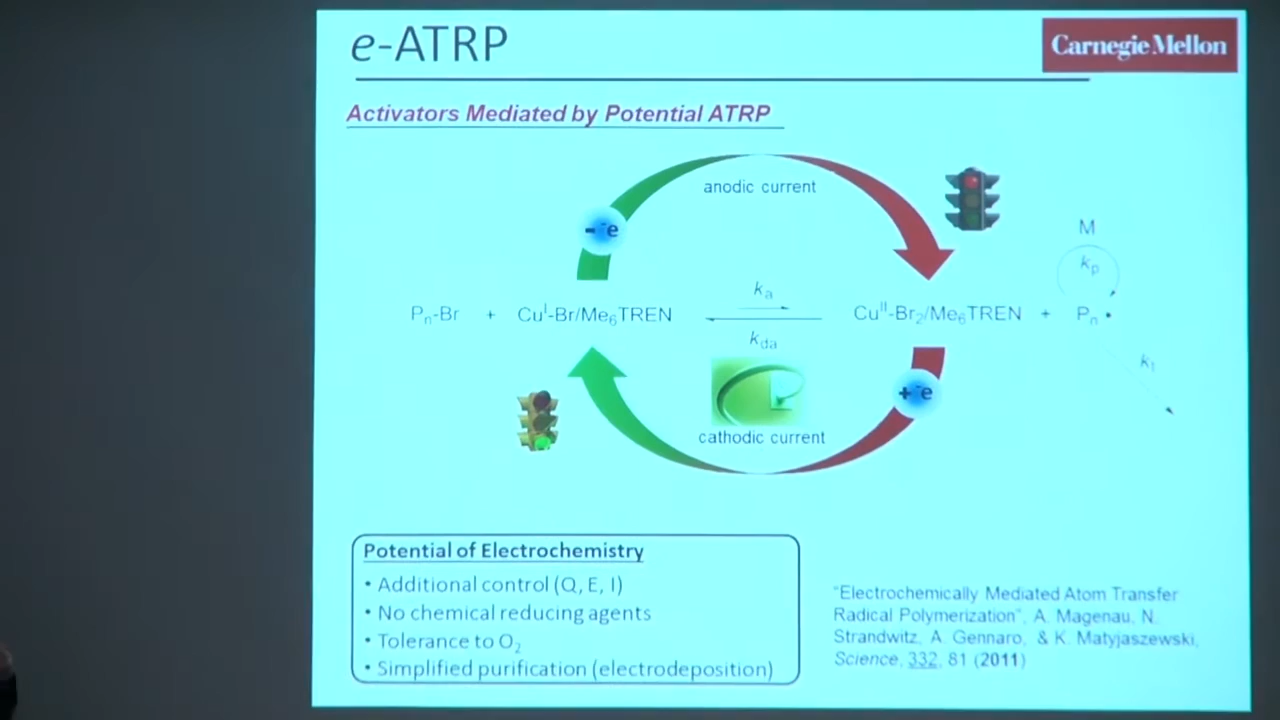 e-ATRP
Carnegie Mellon
Activators Mediated by Potential ATRP
anodic current
- ⁻e
M
kp
ka
Pn-Br + CuI-Br/Me6TREN
CuII-Br2/Me6TREN + Pn •
kda
kt
+ ⁻e
cathodic current
Potential of Electrochemistry
• Additional control (Q, E, I)
• No chemical reducing agents
• Tolerance to O2
• Simplified purification (electrodeposition)
"Electrochemically Mediated Atom Transfer
Radical Polymerization", A. Magenau, N.
Strandwitz, A. Gennaro, & K. Matyjaszewski,
Science, 332, 81 (2011)